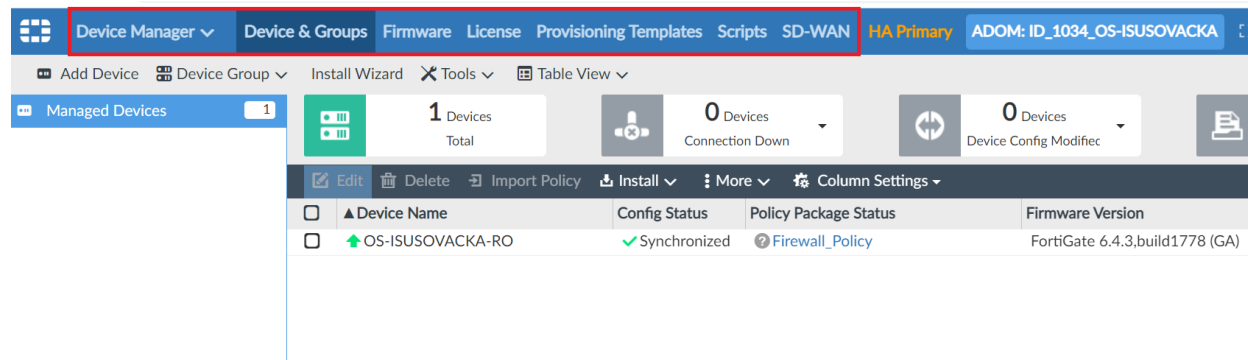 Device Manager Device & Groups Firmware License Provisioning Templates Scripts SD-WAN HA Primary ADOM: ID_1034_OS-ISUSOVACKA
Add Device Device Group Install Wizard Tools Table View
Managed Devices 1
1 Devices
Total
0 Devices
Connection Down
0 Devices
Device Config Modified
Edit Delete Import Policy Install More Column Settings
Device Name Config Status Policy Package Status Firmware Version
OS-ISUSOVACKA-RO Synchronized Firewall_Policy FortiGate 6.4.3,build1778 (GA)